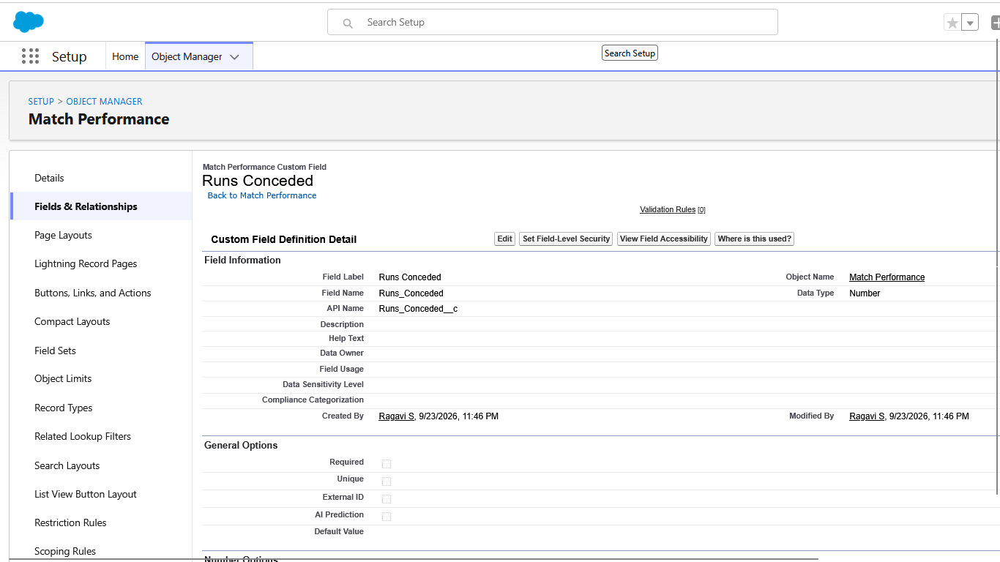 Search Setup
Setup
Home
Object Manager
Search Setup
SETUP > OBJECT MANAGER
Match Performance
Details
Fields & Relationships
Page Layouts
Lightning Record Pages
Buttons, Links, and Actions
Compact Layouts
Field Sets
Object Limits
Record Types
Related Lookup Filters
Search Layouts
List View Button Layout
Restriction Rules
Scoping Rules
Match Performance Custom Field
Runs Conceded
Back to Match Performance
Validation Rules [0]
Custom Field Definition Detail
Edit
Set Field-Level Security
View Field Accessibility
Where is this used?
Field Information
Field Label Runs Conceded Object Name Match Performance
Field Name Runs_Conceded Data Type Number
API Name Runs_Conceded__c
Description
Help Text
Data Owner
Field Usage
Data Sensitivity Level
Compliance Categorization
Created By Ragavi S, 9/23/2026, 11:46 PM Modified By Ragavi S, 9/23/2026, 11:46 PM
General Options
Required
Unique
External ID
AI Prediction
Default Value
Number Options